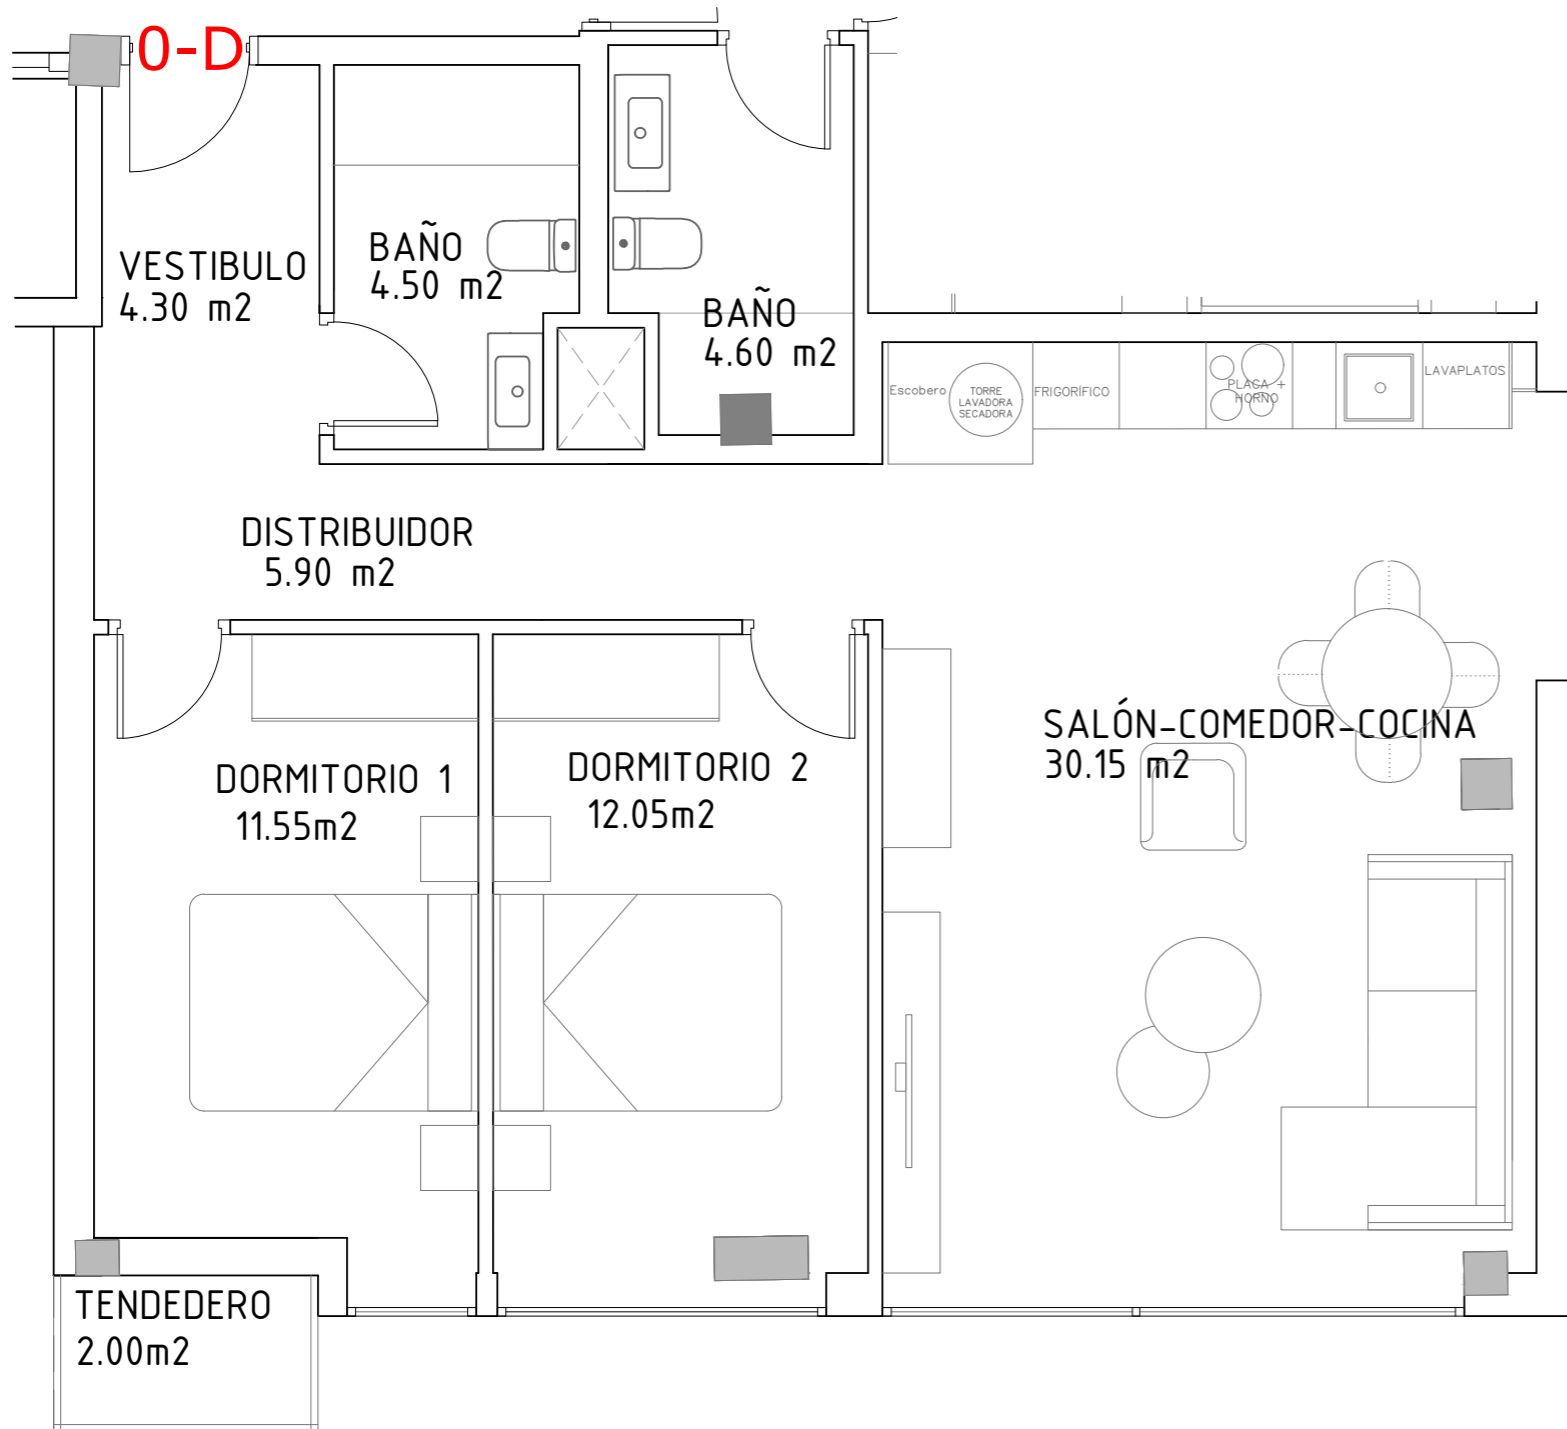 0-D
VESTIBULO
4.30 m2
BAÑO
4.50 m2
BAÑO
4.60 m2
Escobero
TORRE
LAVADORA
SECADORA
FRIGORÍFICO
PLACA +
HORNO
LAVAPLATOS
DISTRIBUIDOR
5.90 m2
DORMITORIO 1
11.55m2
DORMITORIO 2
12.05m2
SALÓN-COMEDOR-COCINA
30.15 m2
TENDEDERO
2.00m2